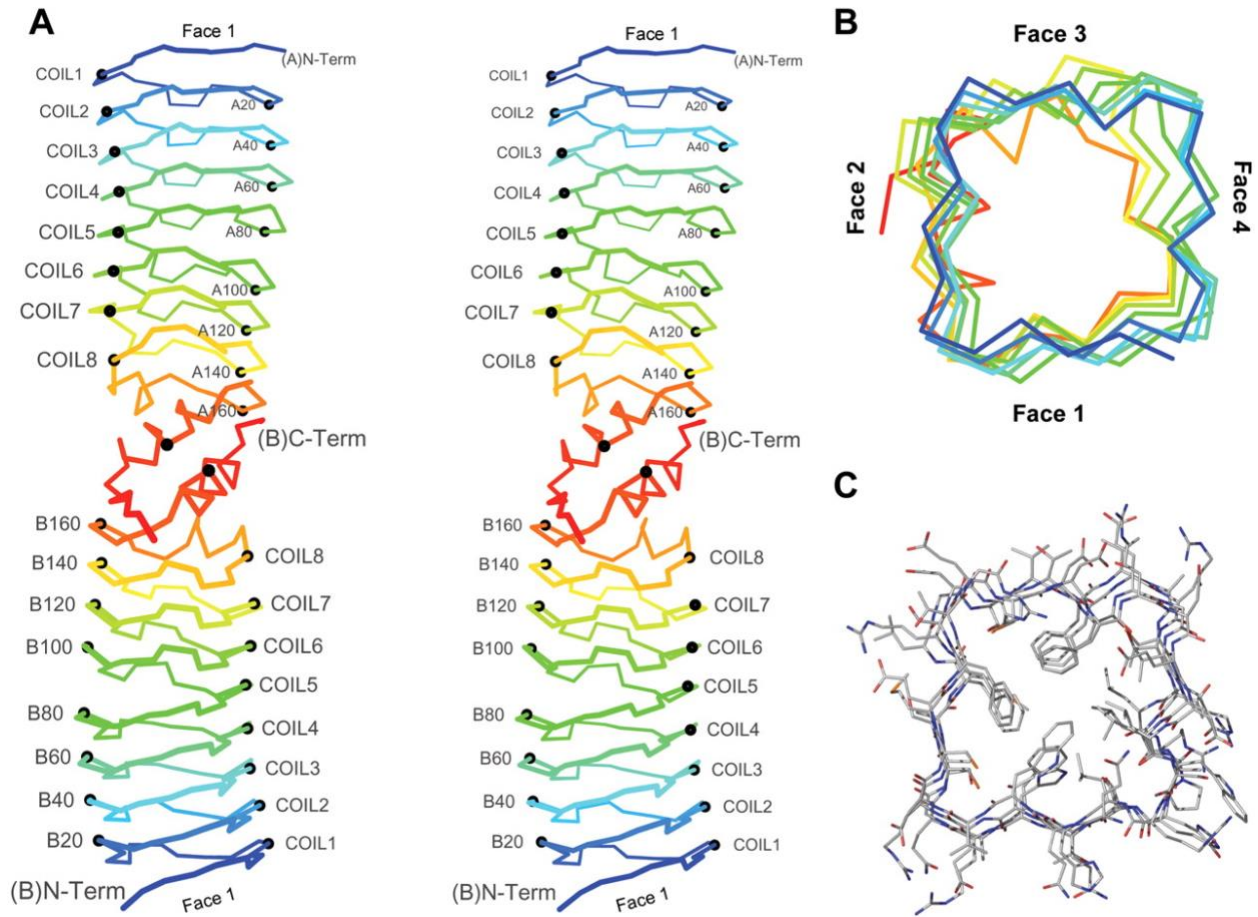 A
Face 1
(A)N-Term
COIL1
A20
COIL2
A40
COIL3
A60
COIL4
A80
COIL5
COIL6
A100
COIL7
A120
COIL8
A140
A160
(B)C-Term
B160
COIL8
B140
COIL7
B120
COIL6
B100
COIL5
B80
COIL4
B60
COIL3
B40
COIL2
B20
COIL1
(B)N-Term
Face 1
Face 1
(A)N-Term
COIL1
A20
COIL2
A40
COIL3
A60
COIL4
A80
COIL5
COIL6
A100
COIL7
A120
COIL8
A140
A160
(B)C-Term
B160
COIL8
B140
COIL7
B120
COIL6
B100
COIL5
B80
COIL4
B60
COIL3
B40
COIL2
B20
COIL1
(B)N-Term
Face 1
B
Face 3
Face 2
Face 4
Face 1
C